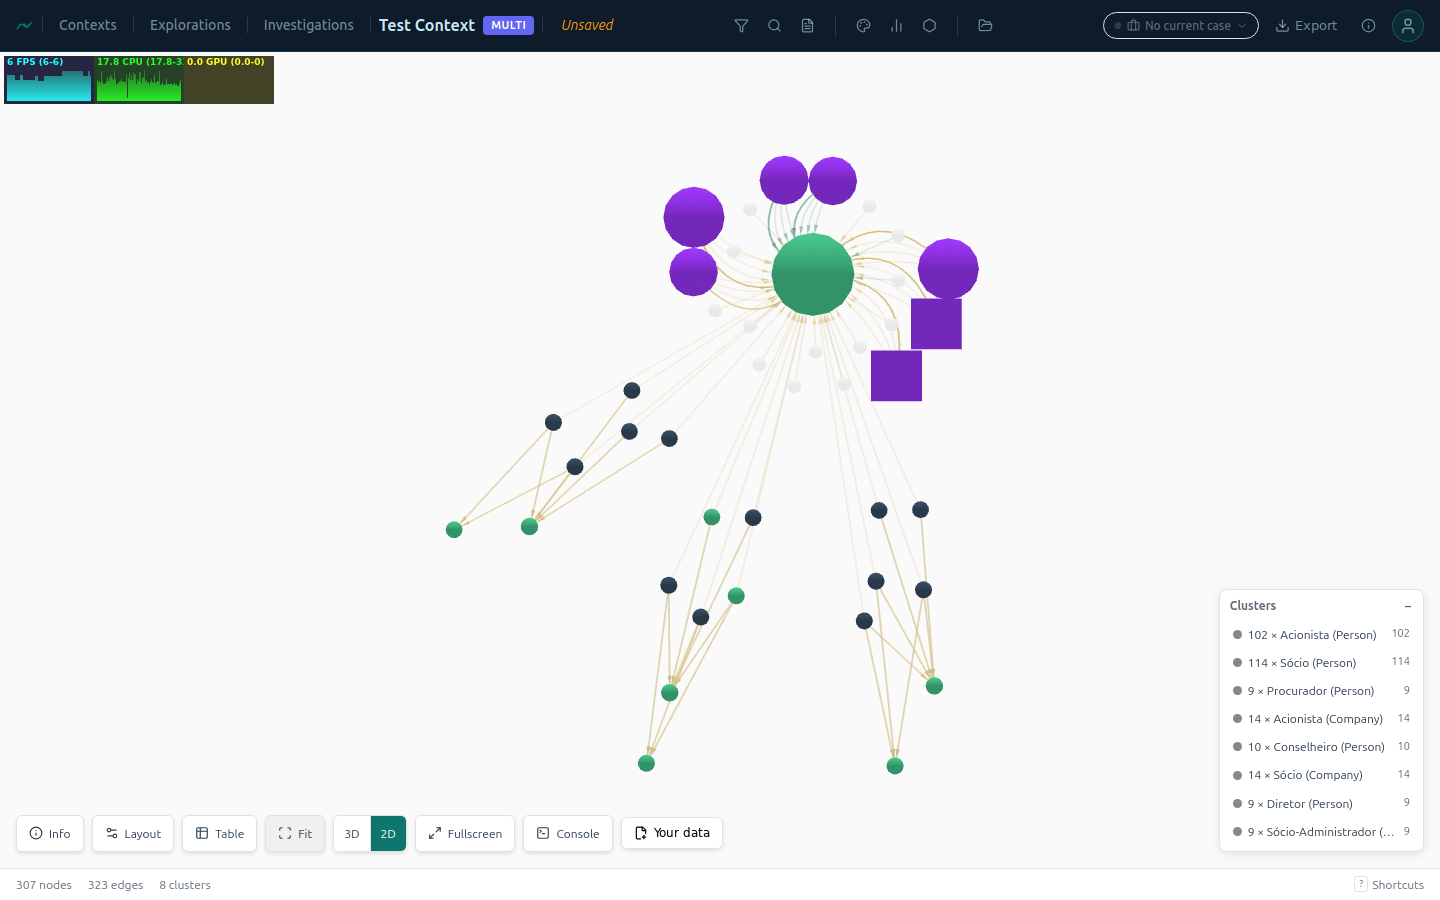 Contexts
Explorations
Investigations
Test Context
MULTI
Unsaved
No current case
Export
6 FPS (6-6)
17.8 CPU (17.8-3
0.0 GPU (0.0-0)
Clusters
102 × Acionista (Person) 102
114 × Sócio (Person) 114
9 × Procurador (Person) 9
14 × Acionista (Company) 14
10 × Conselheiro (Person) 10
14 × Sócio (Company) 14
9 × Diretor (Person) 9
9 × Sócio-Administrador (... 9
Info
Layout
Table
Fit
3D
2D
Fullscreen
Console
Your data
307 nodes
323 edges
8 clusters
? Shortcuts